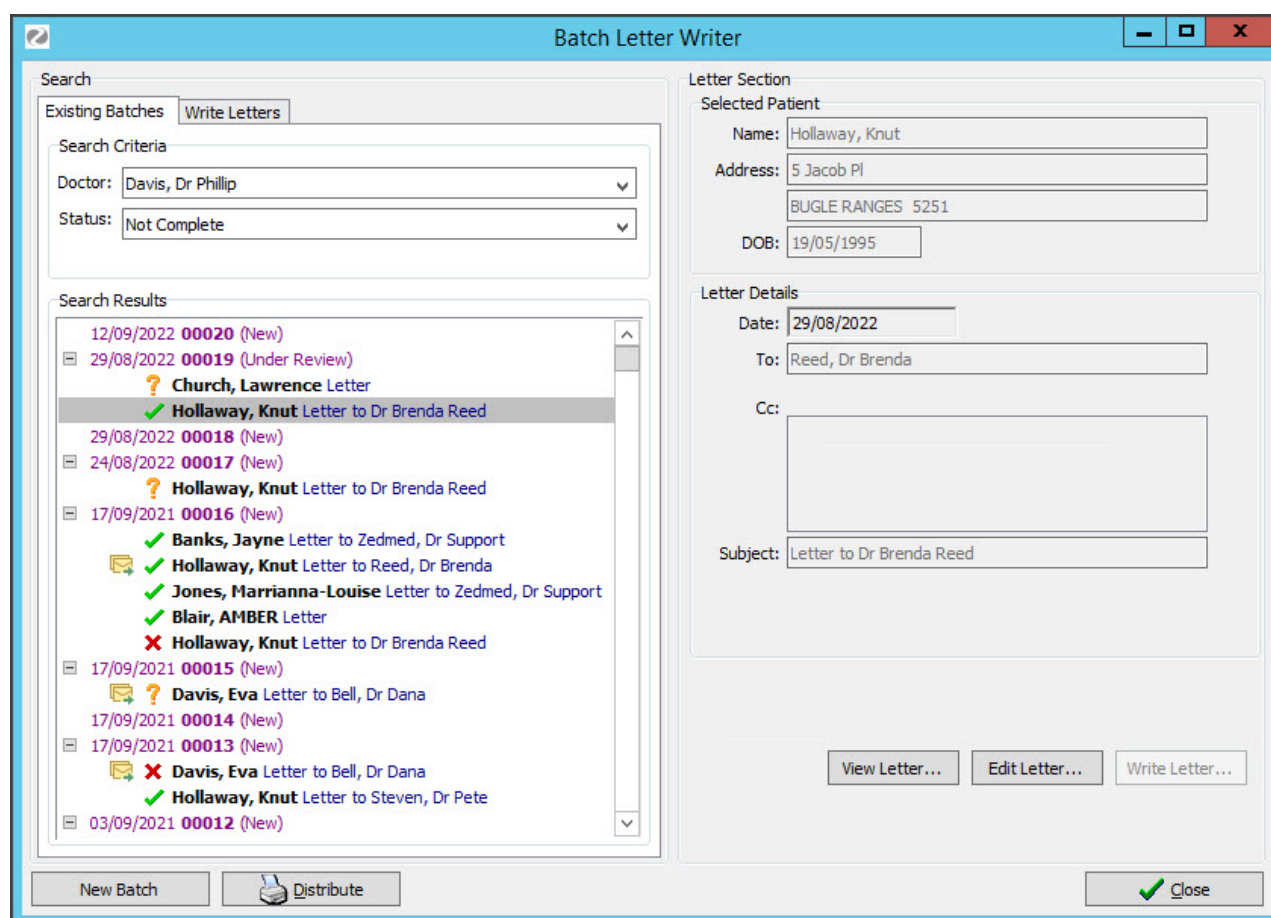 Batch Letter Writer
Search
Existing Batches
Write Letters
Search Criteria
Doctor: Davis, Dr Phillip
Status: Not Complete
Search Results
12/09/2022 00020 (New)
29/08/2022 00019 (Under Review)
Church, Lawrence Letter
Hollaway, Knut Letter to Dr Brenda Reed
29/08/2022 00018 (New)
24/08/2022 00017 (New)
Hollaway, Knut Letter to Dr Brenda Reed
17/09/2021 00016 (New)
Banks, Jayne Letter to Zedmed, Dr Support
Hollaway, Knut Letter to Reed, Dr Brenda
Jones, Marrianna-Louise Letter to Zedmed, Dr Support
Blair, AMBER Letter
Hollaway, Knut Letter to Dr Brenda Reed
17/09/2021 00015 (New)
Davis, Eva Letter to Bell, Dr Dana
17/09/2021 00014 (New)
17/09/2021 00013 (New)
Davis, Eva Letter to Bell, Dr Dana
Hollaway, Knut Letter to Steven, Dr Pete
03/09/2021 00012 (New)
New Batch
Distribute
Letter Section
Selected Patient
Name: Hollaway, Knut
Address: 5 Jacob Pl
BUGLE RANGES 5251
DOB: 19/05/1995
Letter Details
Date: 29/08/2022
To: Reed, Dr Brenda
Cc:
Subject: Letter to Dr Brenda Reed
View Letter...
Edit Letter...
Write Letter...
Close